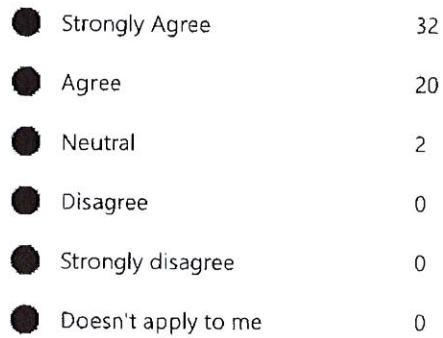 Strongly Agree 32
Agree 20
Neutral 2
Disagree 0
Strongly disagree 0
Doesn't apply to me 0